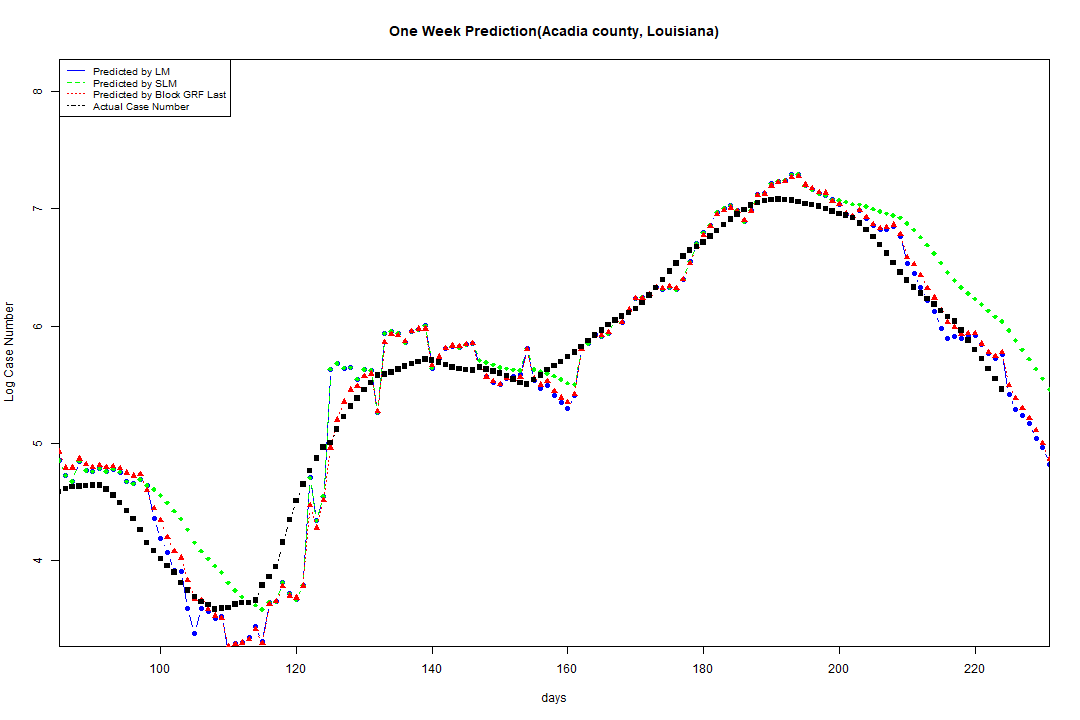 One Week Prediction(Acadia county, Louisiana)
Predicted by LM
Predicted by SLM
Predicted by Block GRF Last
Actual Case Number
8
7
6
5
4
Log Case Number
100 120 140 160 180 200 220
days